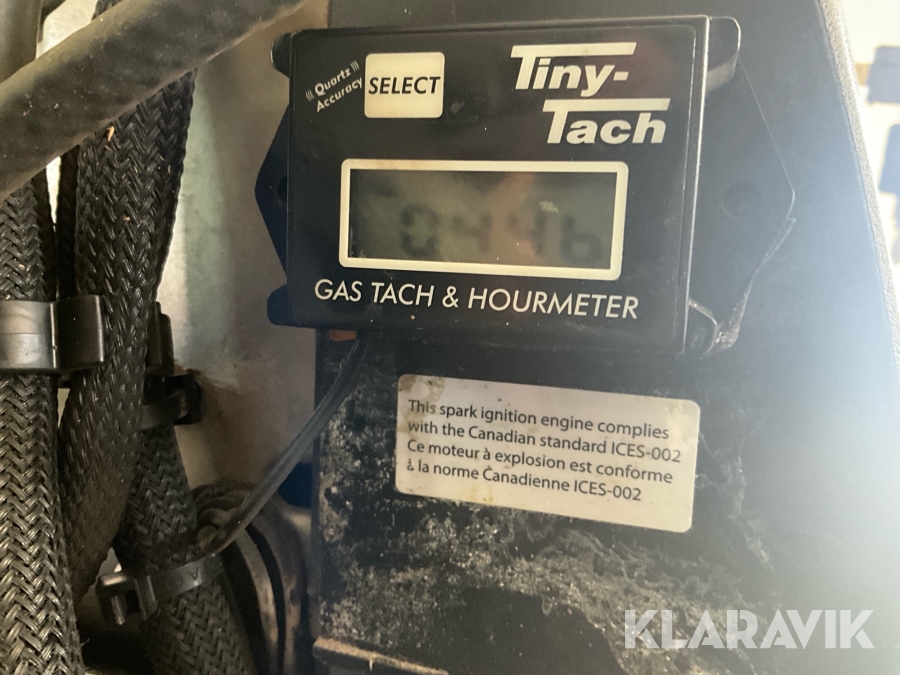 Quartz
Accuracy
SELECT
Tiny-
Tach
0446
GAS TACH & HOURMETER
This spark ignition engine complies
with the Canadian standard ICES-002
Ce moteur à explosion est conforme
à la norme Canadienne ICES-002
KLARAVIK